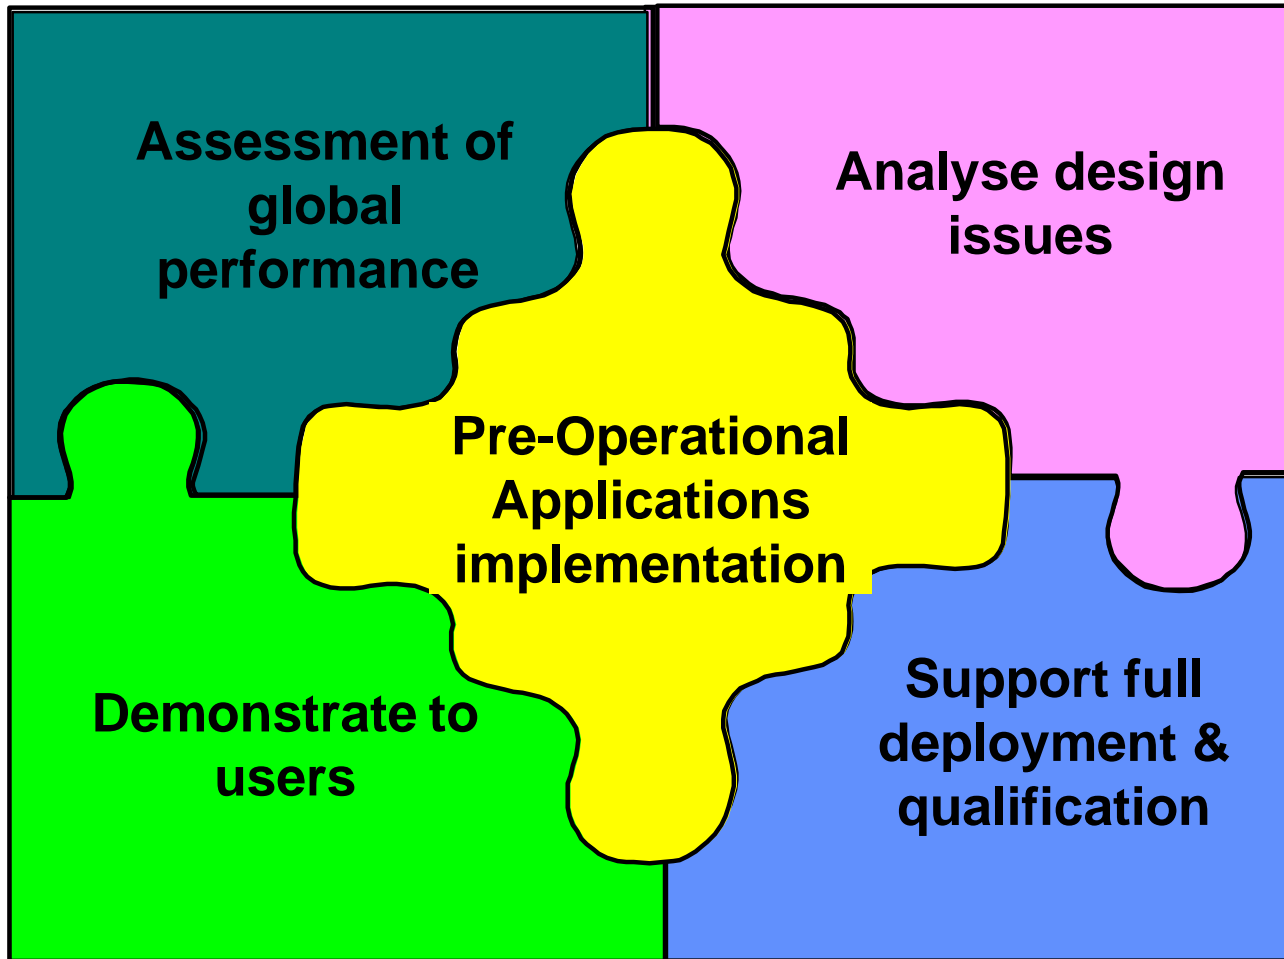 Assessment of
global
performance
Analyse design
issues
Pre-Operational
Applications
implementation
Demonstrate to
users
Support full
deployment &
qualification